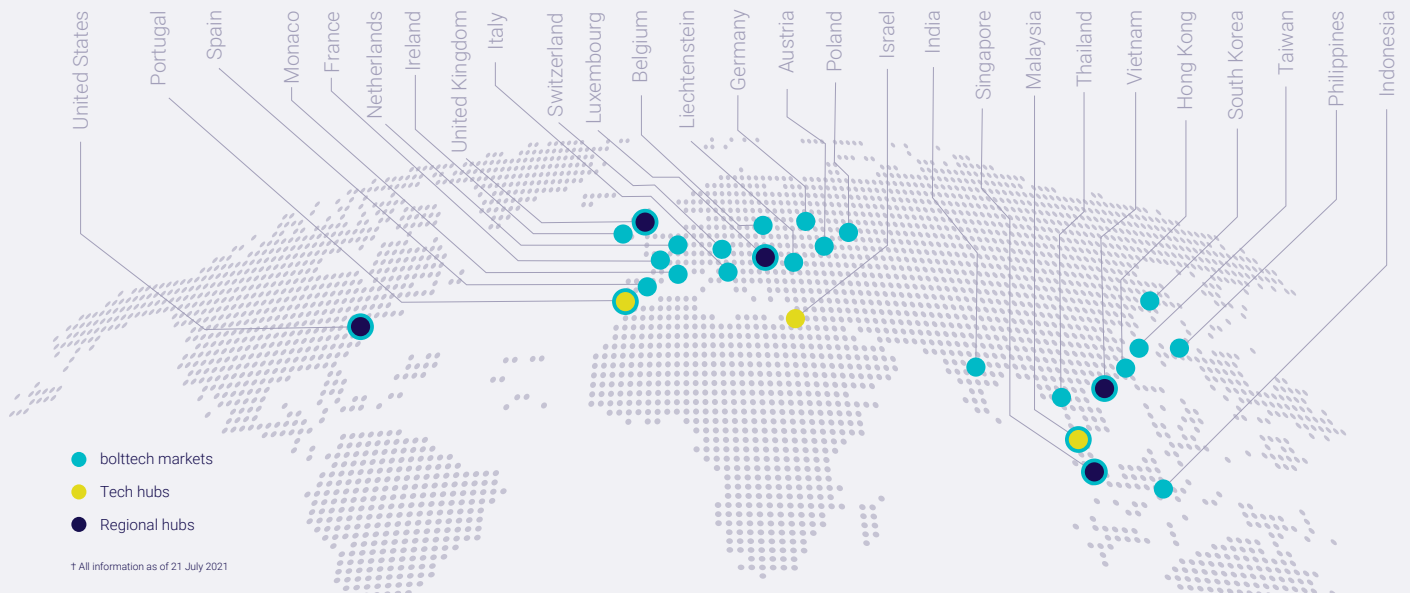 United States
Portugal
Spain
Monaco
France
Netherlands
Ireland
United Kingdom
Italy
Switzerland
Luxembourg
Belgium
Liechtenstein
Germany
Austria
Poland
Israel
India
Singapore
Malaysia
Thailand
Vietnam
Hong Kong
South Korea
Taiwan
Philippines
Indonesia
bolttech markets
Tech hubs
Regional hubs
† All information as of 21 July 2021